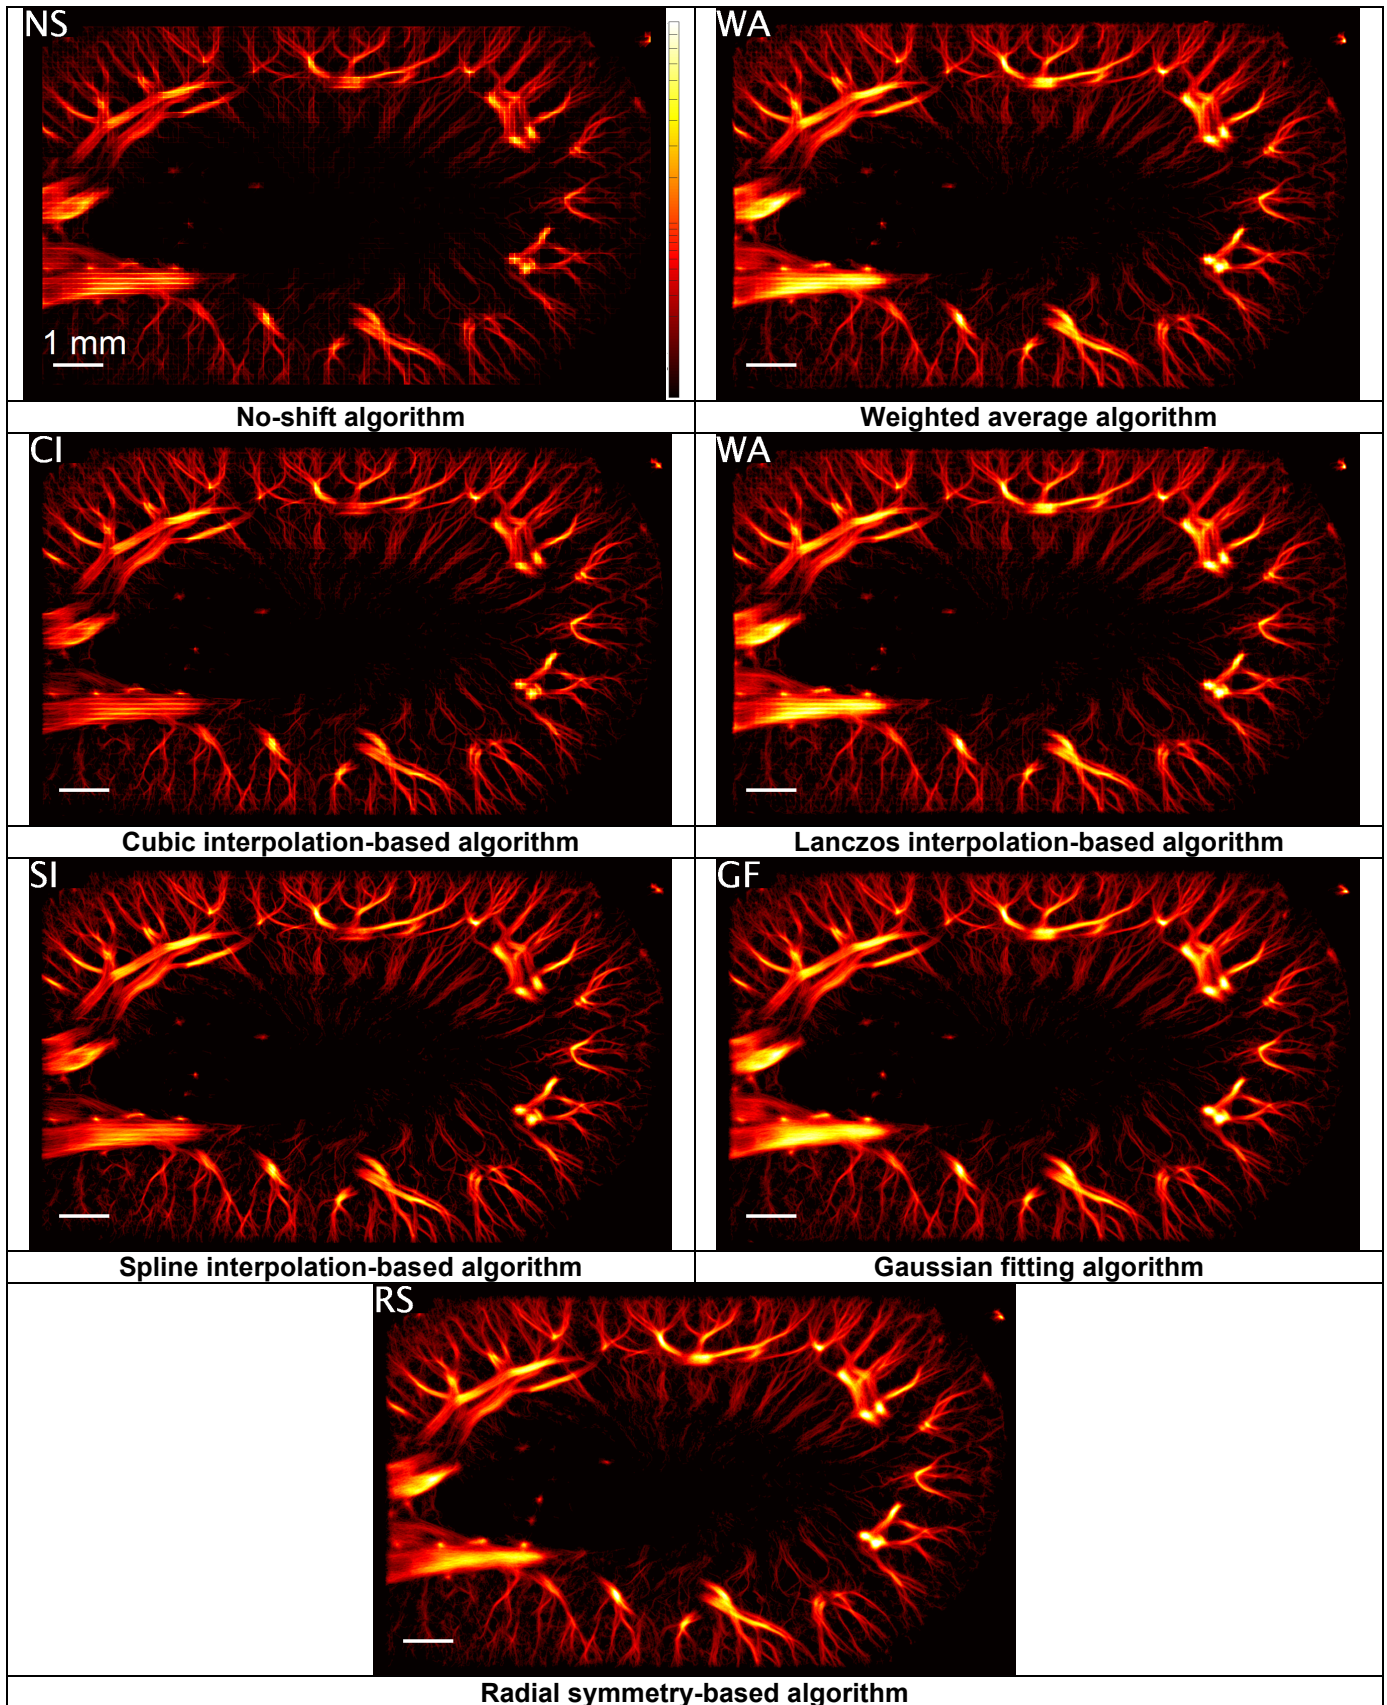 NS
WA
1 mm
No-shift algorithm
Weighted average algorithm
CI
WA
Cubic interpolation-based algorithm
Lanczos interpolation-based algorithm
SI
GF
Spline interpolation-based algorithm
Gaussian fitting algorithm
RS
Radial symmetry-based algorithm